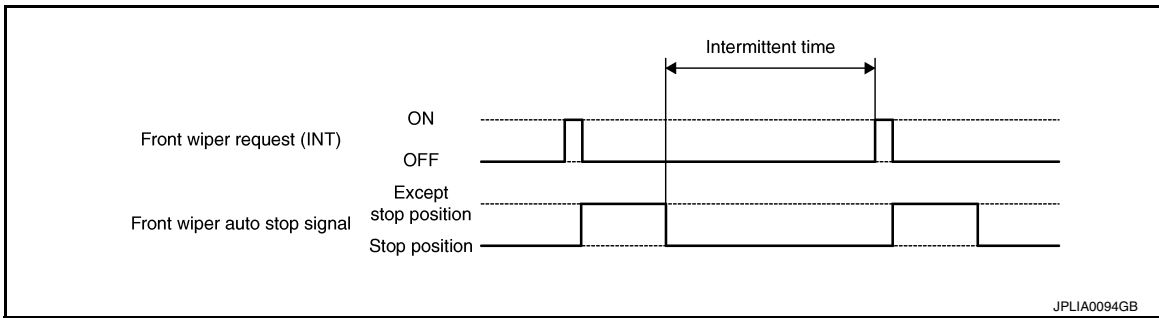 Intermittent time
ON
Front wiper request (INT)
OFF
Except
stop position
Front wiper auto stop signal
Stop position
JPLIA0094GB